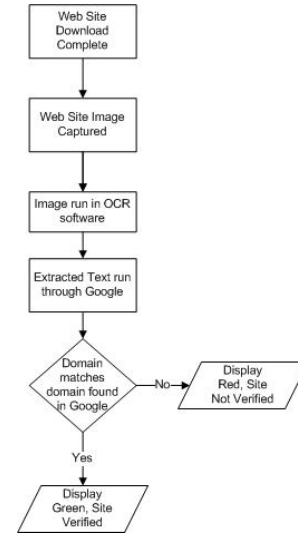 Web Site
Download
Complete
Web Site Image
Captured
Image run in OCR
software
Extracted Text run
through Google
Domain
matches
domain found
in Google
No
Display
Red, Site
Not Verified
Yes
Display
Green, Site
Verified